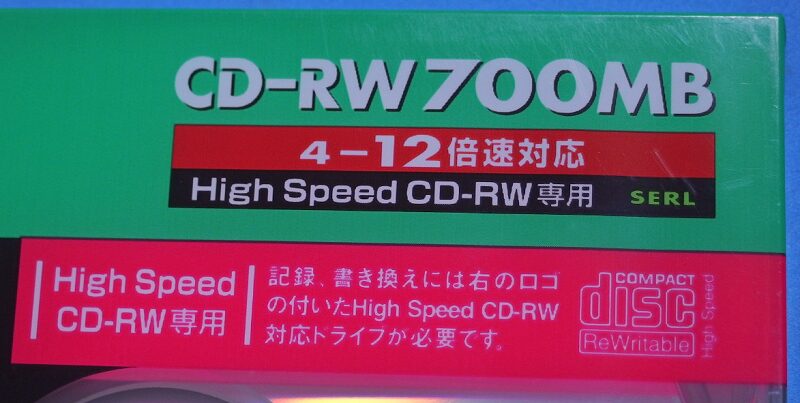 CD-RW 700MB
4-12倍速対応
High Speed CD-RW専用 SERL
High Speed
CD-RW専用
記録、書き換えには右のロゴ
の付いたHigh Speed CD-RW
対応ドライブが必要です。
COMPACT
disc
ReWritable
High Speed